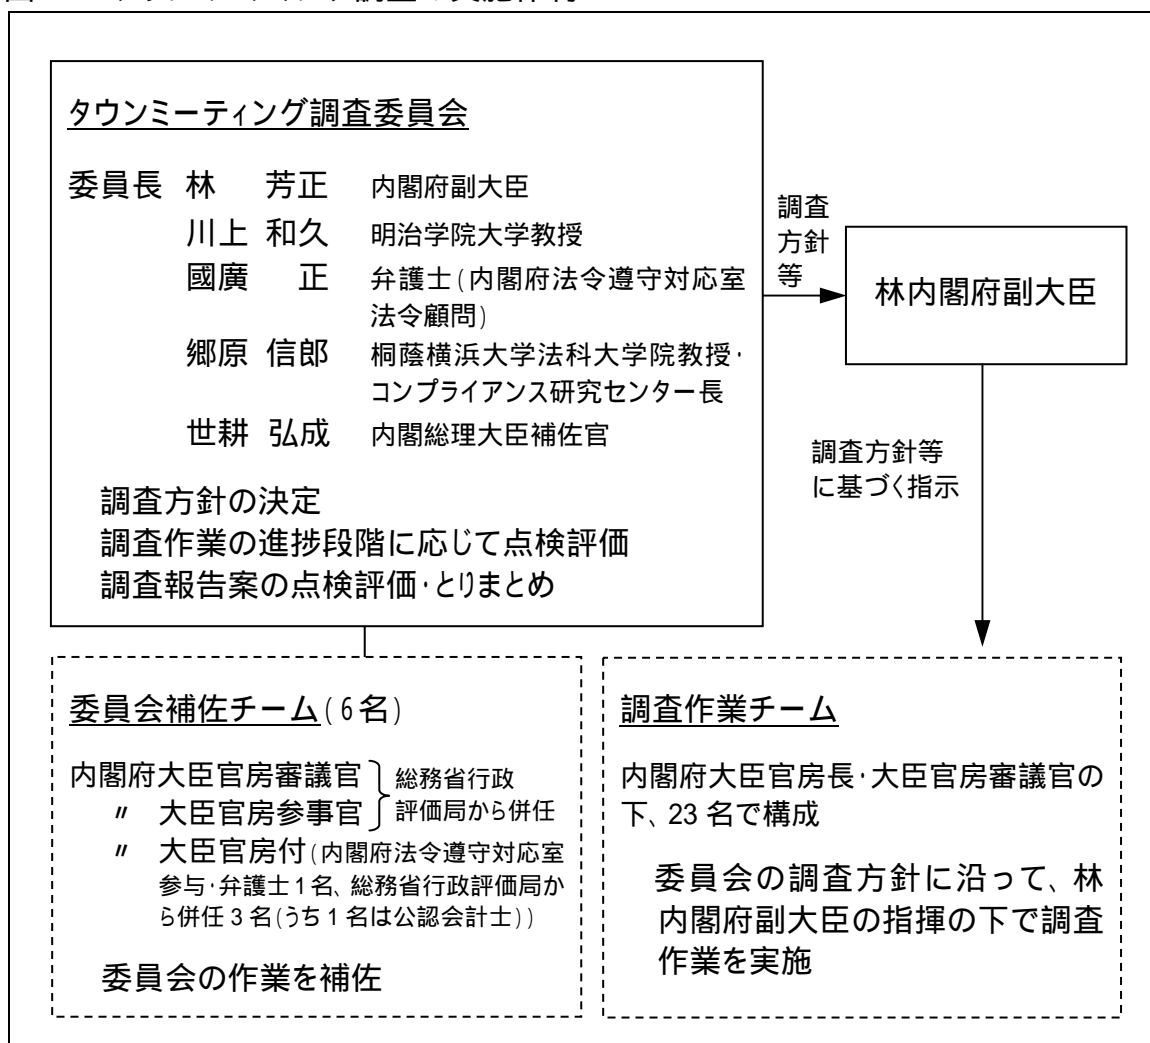 タウンミーティング調査委員会
委員長 林 芳正 内閣府副大臣
川上 和久 明治学院大学教授
國廣 正 弁護士(内閣府法令遵守対応室
法令顧問)
郷原 信郎 桐蔭横浜大学法科大学院教授・
コンプライアンス研究センター長
世耕 弘成 内閣総理大臣補佐官
調査方針の決定
調査作業の進捗段階に応じて点検評価
調査報告案の点検評価・とりまとめ
調査
方針
等
林内閣府副大臣
調査方針等
に基づく指示
委員会補佐チーム(6名)
内閣府大臣官房審議官
〃 大臣官房参事官
総務省行政
評価局から併任
〃 大臣官房付(内閣府法令遵守対応室
参与・弁護士1名、総務省行政評価局か
ら併任3名(うち1名は公認会計士))
委員会の作業を補佐
調査作業チーム
内閣府大臣官房長・大臣官房審議官の
下、23名で構成
委員会の調査方針に沿って、林
内閣府副大臣の指揮の下で調査
作業を実施